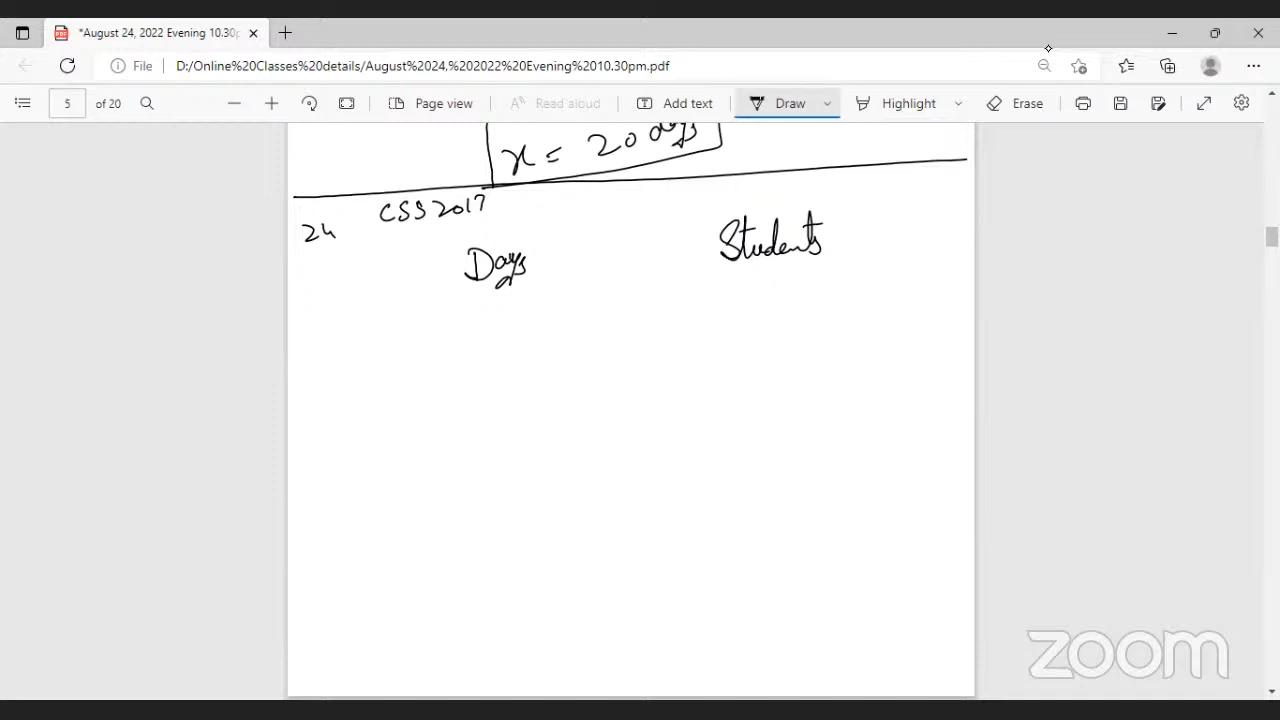 *August 24, 2022 Evening 10.30p
File D:/Online%20Classes%20details/August%2024,%202022%20Evening%2010.30pm.pdf
5 of 20 Page view Read aloud Add text Draw Highlight Erase
x = 20 days
CSS 2017
24
Days Students
zoom